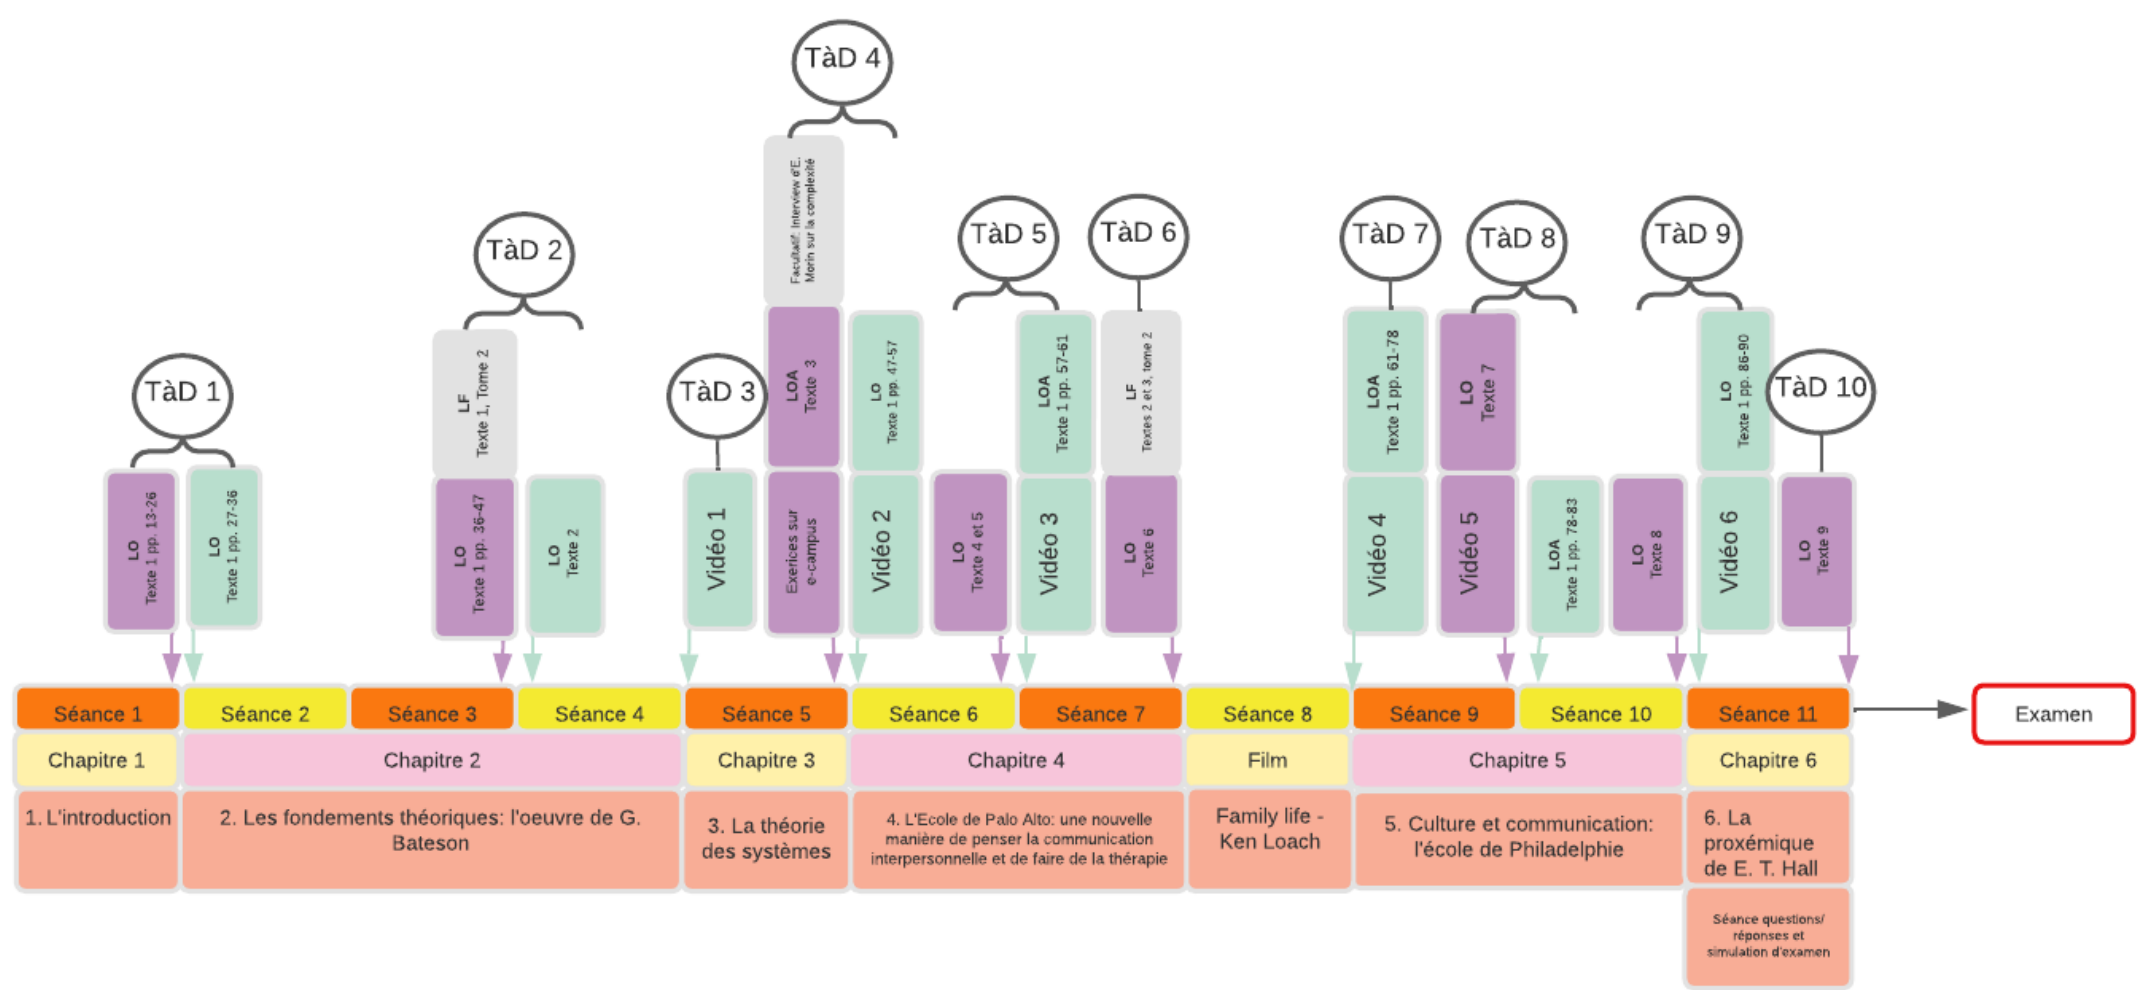 TàD 4
TàD 2
TàD 5
TàD 6
TàD 7
TàD 8
TàD 9
TàD 1
TàD 3
TàD 10
Facultatif: Interview d'E.
Morin sur la complexité
LF
Texte 1, Tome 2
LOA
Texte 3
LO
Texte 1 pp. 47-57
LOA
Texte 1 pp. 57-61
LF
Textes 2 et 3, tome 2
LOA
Texte 1 pp. 61-78
LO
Texte 7
LO
Texte 1 pp. 86-90
LO
Texte 1 pp. 13-26
LO
Texte 1 pp. 27-36
LO
Texte 1 pp. 36-47
LO
Texte 2
Vidéo 1
Exerices sur
e-campus
Vidéo 2
LO
Texte 4 et 5
Vidéo 3
LO
Texte 6
Vidéo 4
Vidéo 5
LOA
Texte 1 pp. 78-83
LO
Texte 8
Vidéo 6
LO
Texte 9
Séance 1
Séance 2
Séance 3
Séance 4
Séance 5
Séance 6
Séance 7
Séance 8
Séance 9
Séance 10
Séance 11
Examen
Chapitre 1
Chapitre 2
Chapitre 3
Chapitre 4
Film
Chapitre 5
Chapitre 6
1. L'introduction
2. Les fondements théoriques: l'oeuvre de G.
Bateson
3. La théorie
des systèmes
4. L'Ecole de Palo Alto: une nouvelle
manière de penser la communication
interpersonnelle et de faire de la thérapie
Family life -
Ken Loach
5. Culture et communication:
l'école de Philadelphie
6. La
proxémique
de E. T. Hall
Séance questions/
réponses et
simulation d'examen